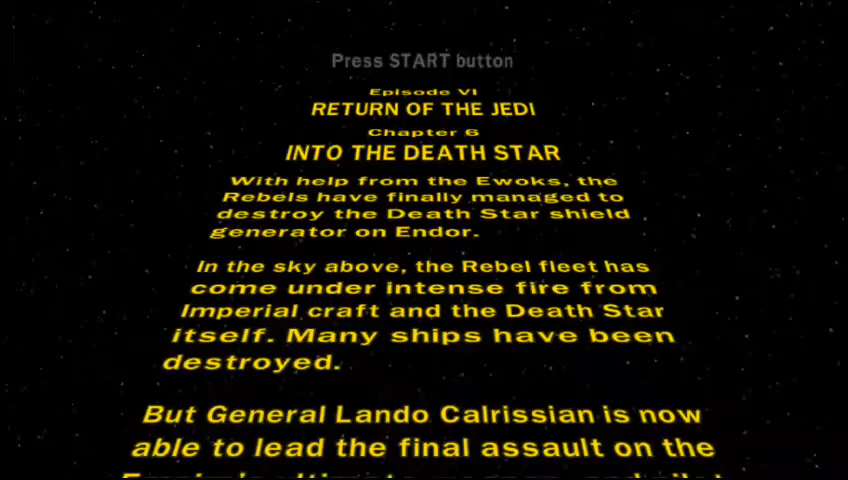 Press START button
Episode VI
RETURN OF THE JEDI
Chapter 6
INTO THE DEATH STAR
With help from the Ewoks, the
Rebels have finally managed to
destroy the Death Star shield
generator on Endor.
In the sky above, the Rebel fleet has
come under intense fire from
Imperial craft and the Death Star
itself. Many ships have been
destroyed.
But General Lando Calrissian is now
able to lead the final assault on the